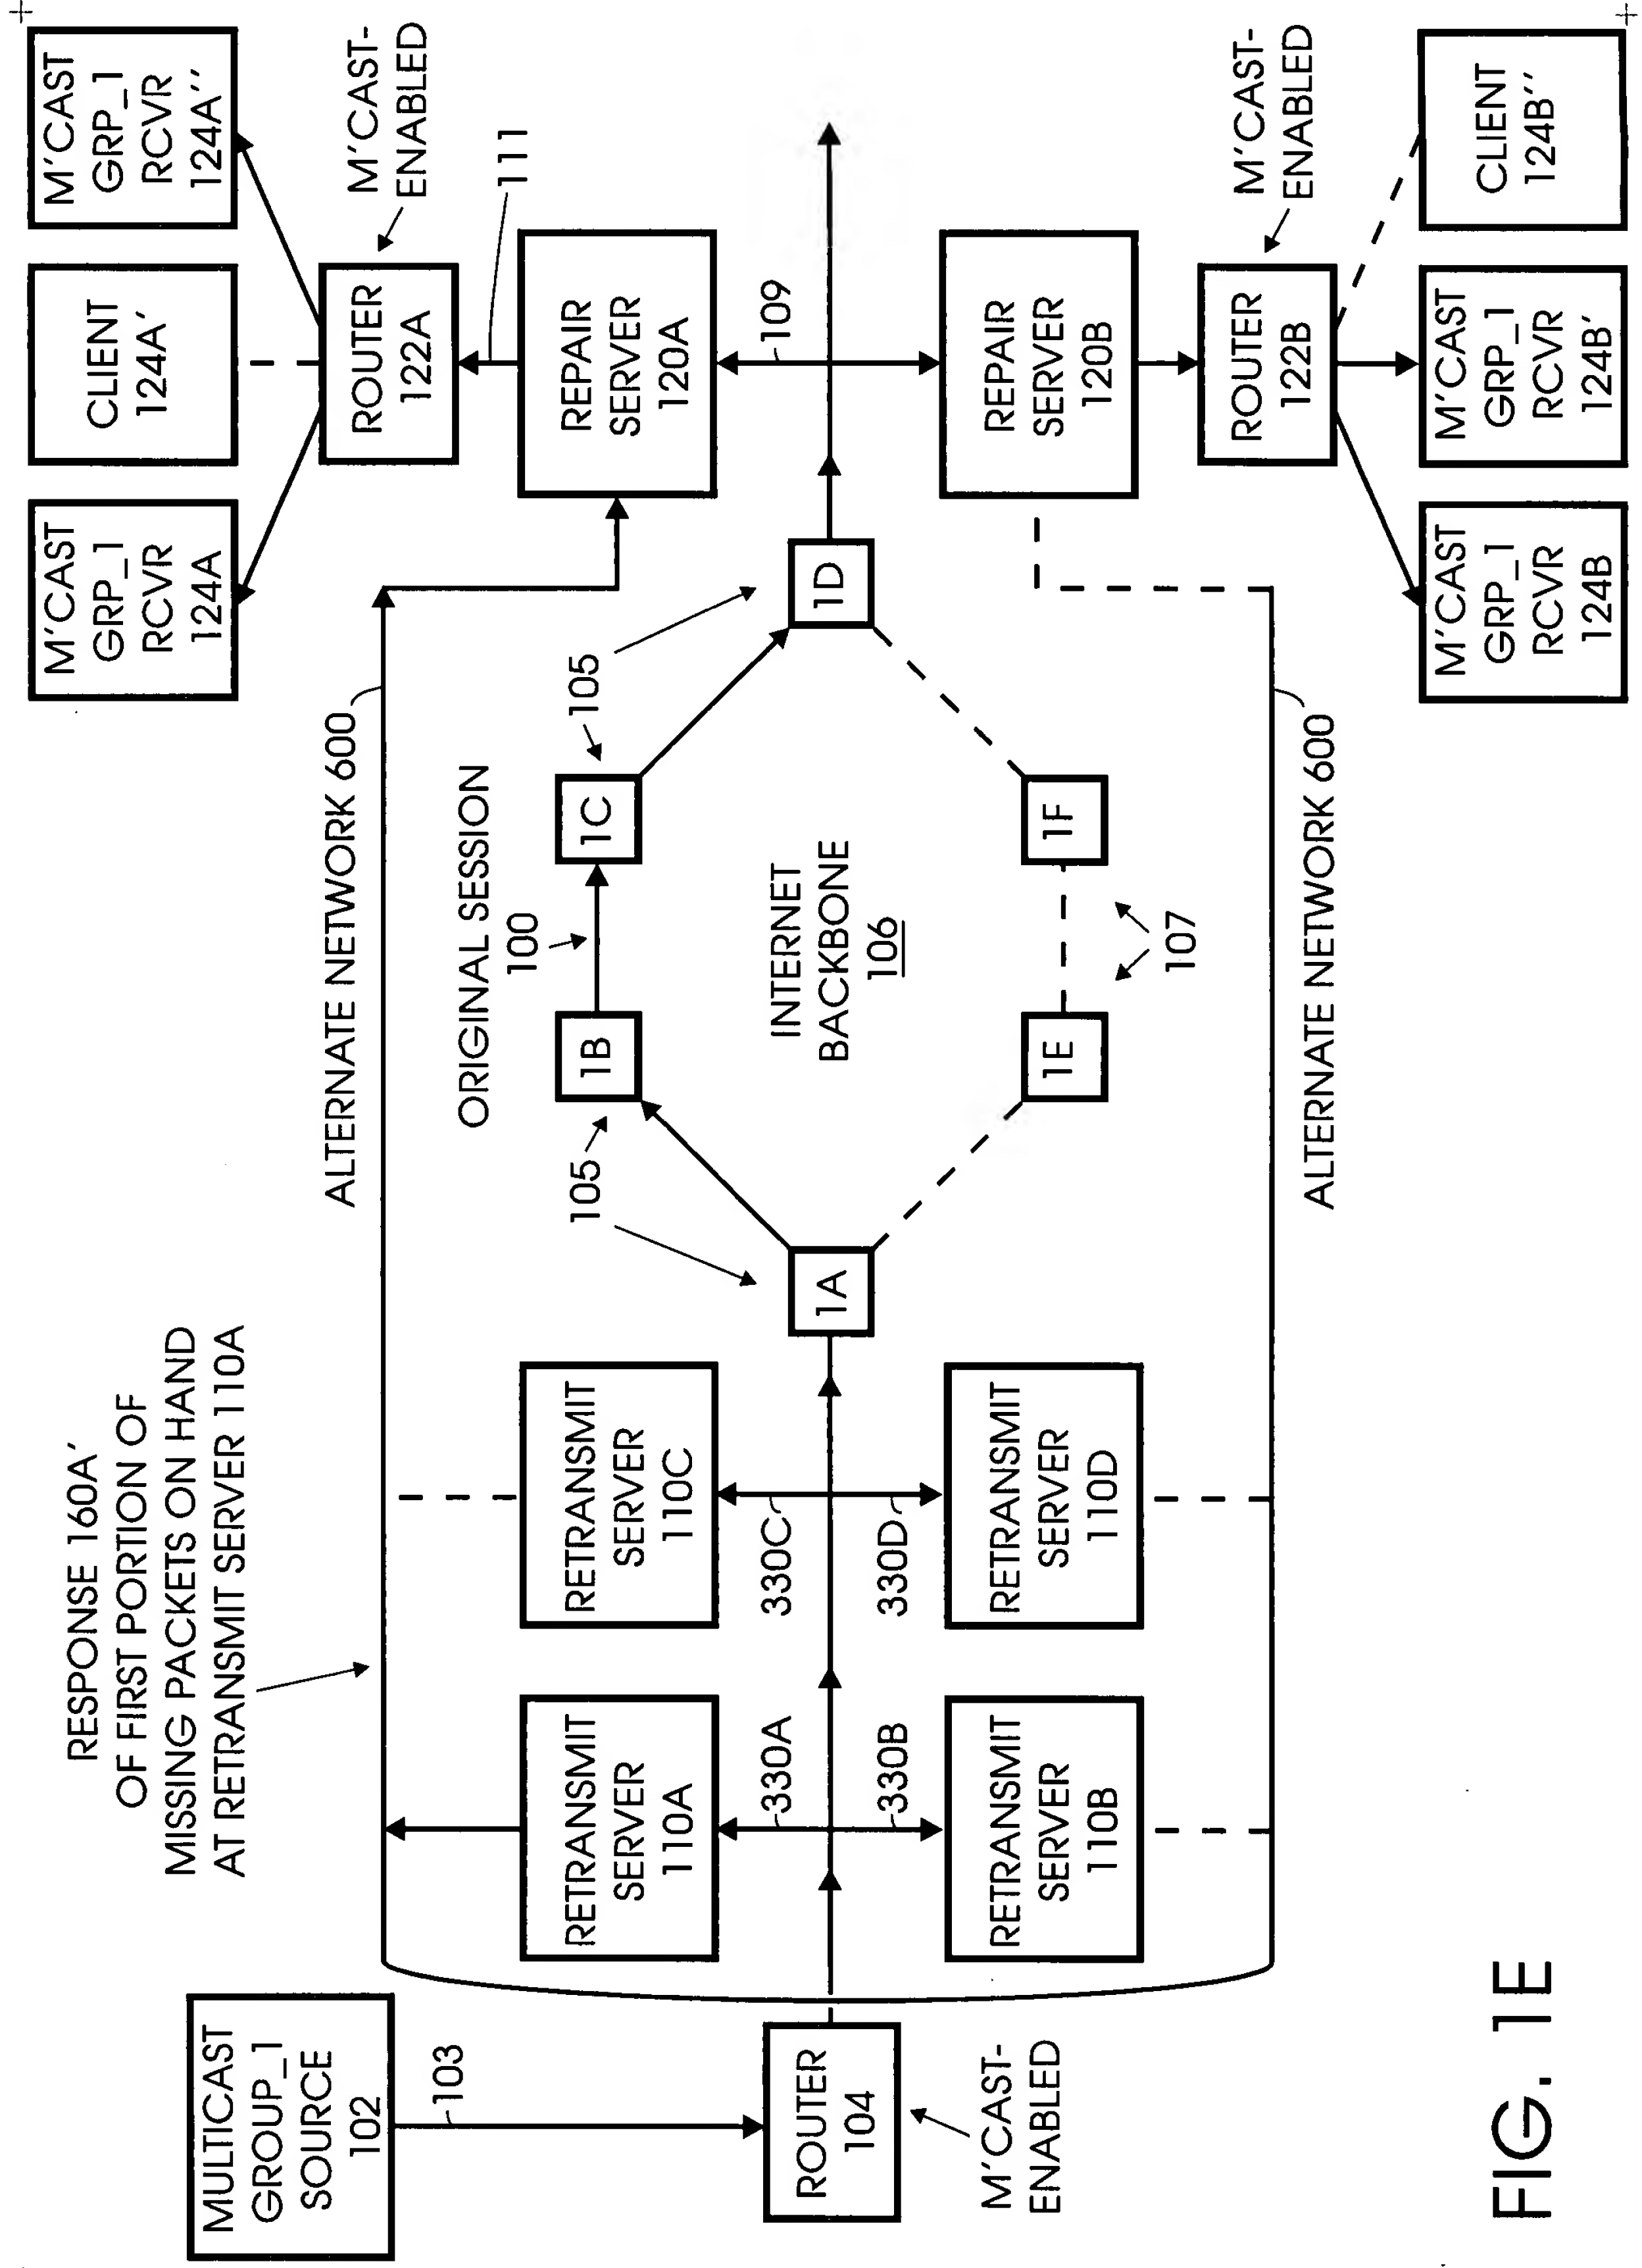 MULTICAST
GROUP_1
SOURCE
102
103
ROUTER
104
M'CAST-
ENABLED
RESPONSE 160A'
OF FIRST PORTION OF
MISSING PACKETS ON HAND
AT RETRANSMIT SERVER 110A
RETRANSMIT
SERVER
110A
330A
330B
RETRANSMIT
SERVER
110B
RETRANSMIT
SERVER
110C
330C
330D
RETRANSMIT
SERVER
110D
ALTERNATE NETWORK 600
ORIGINAL SESSION
100
105
105
1A
1B
1C
1D
1E
1F
INTERNET
BACKBONE
106
107
ALTERNATE NETWORK 600
M'CAST
GRP_1
RCVR
124A
CLIENT
124A'
M'CAST
GRP_1
RCVR
124A''
ROUTER
122A
M'CAST-
ENABLED
111
REPAIR
SERVER
120A
109
REPAIR
SERVER
120B
ROUTER
122B
M'CAST-
ENABLED
M'CAST
GRP_1
RCVR
124B
M'CAST
GRP_1
RCVR
124B'
CLIENT
124B''
FIG. 1E